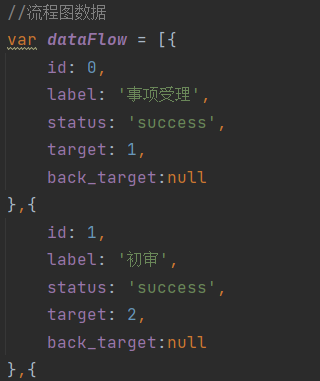 //流程图数据
var dataFlow = [{
id: 0,
label: '事项受理',
status: 'success',
target: 1,
back_target:null
},{
id: 1,
label: '初审',
status: 'success',
target: 2,
back_target:null
},{